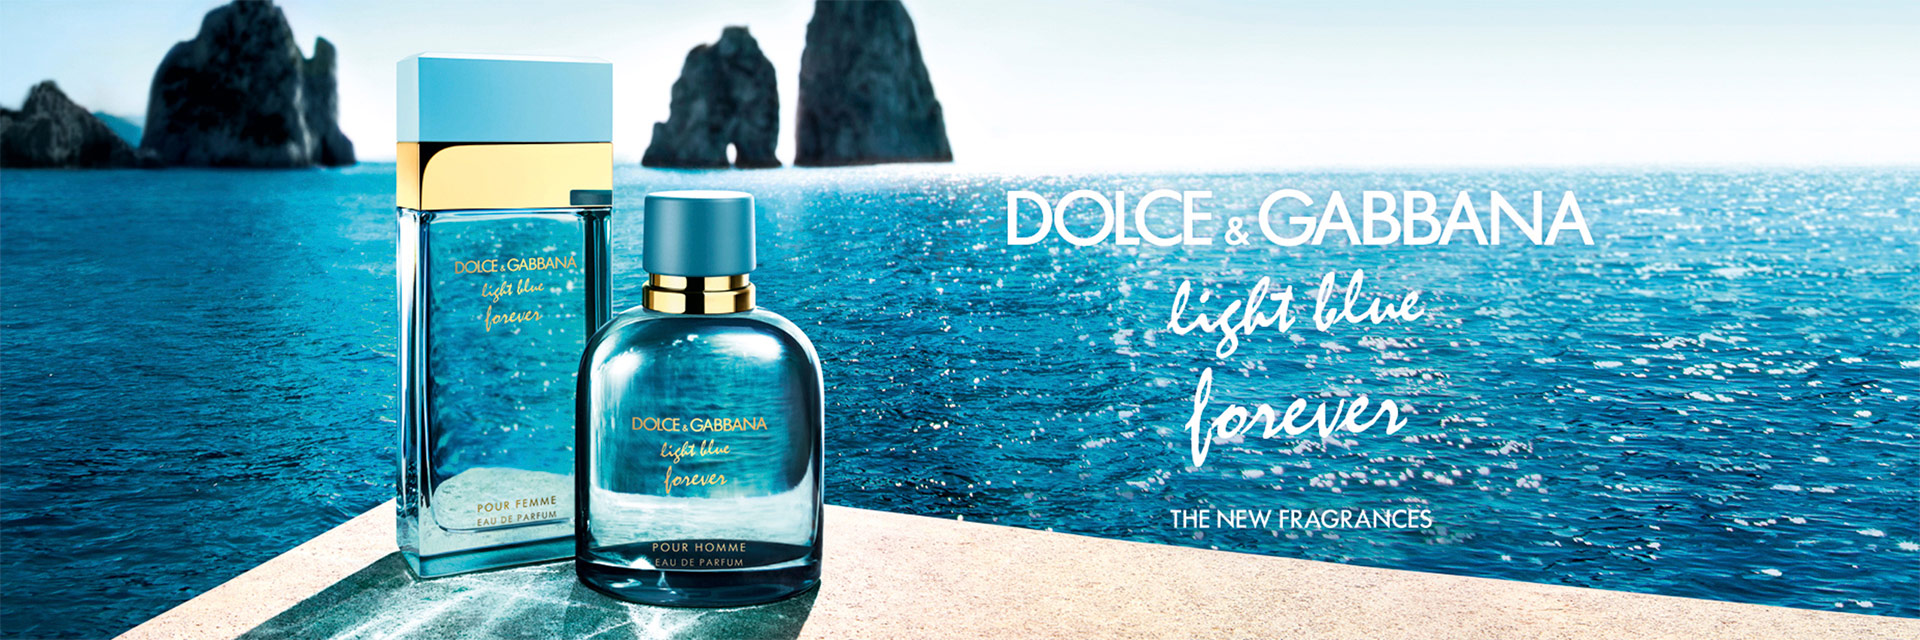 DOLCE & GABBANA
light blue
forever
POUR FEMME
EAU DE PARFUM
DOLCE & GABBANA
light blue
forever
POUR HOMME
EAU DE PARFUM
DOLCE & GABBANA
light blue
forever
THE NEW FRAGRANCES